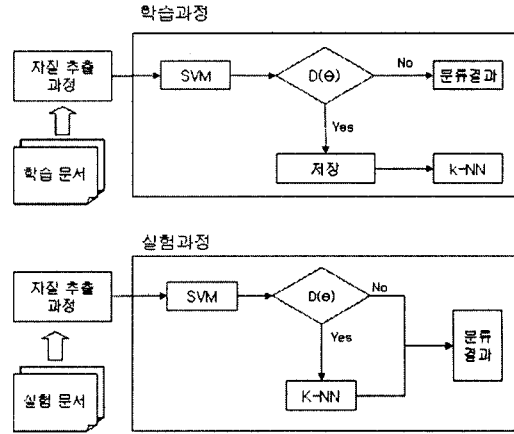 학습과정
자질 추출
과정
SVM
D(Θ)
No
분류결과
Yes
학습 문서
저장
k-NN
실험과정
자질 추출
과정
SVM
D(Θ)
No
Yes
분류
결과
실험 문서
K-NN